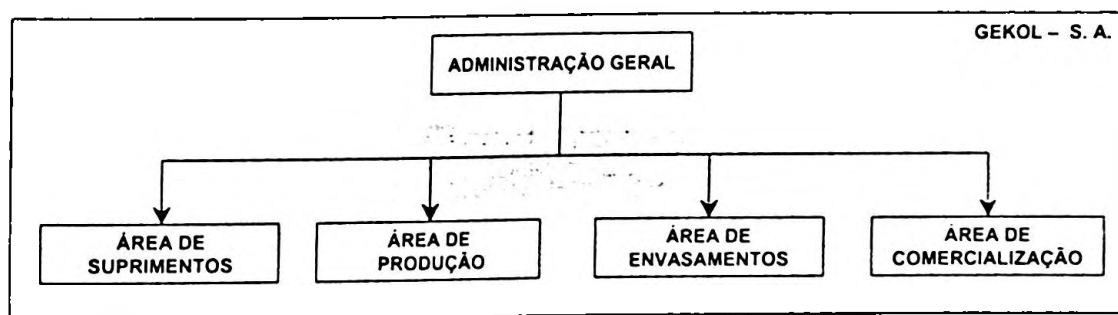 GEKOL – S. A.
ADMINISTRAÇÃO GERAL
ÁREA DE
SUPRIMENTOS
ÁREA DE
PRODUÇÃO
ÁREA DE
ENVASAMENTOS
ÁREA DE
COMERCIALIZAÇÃO